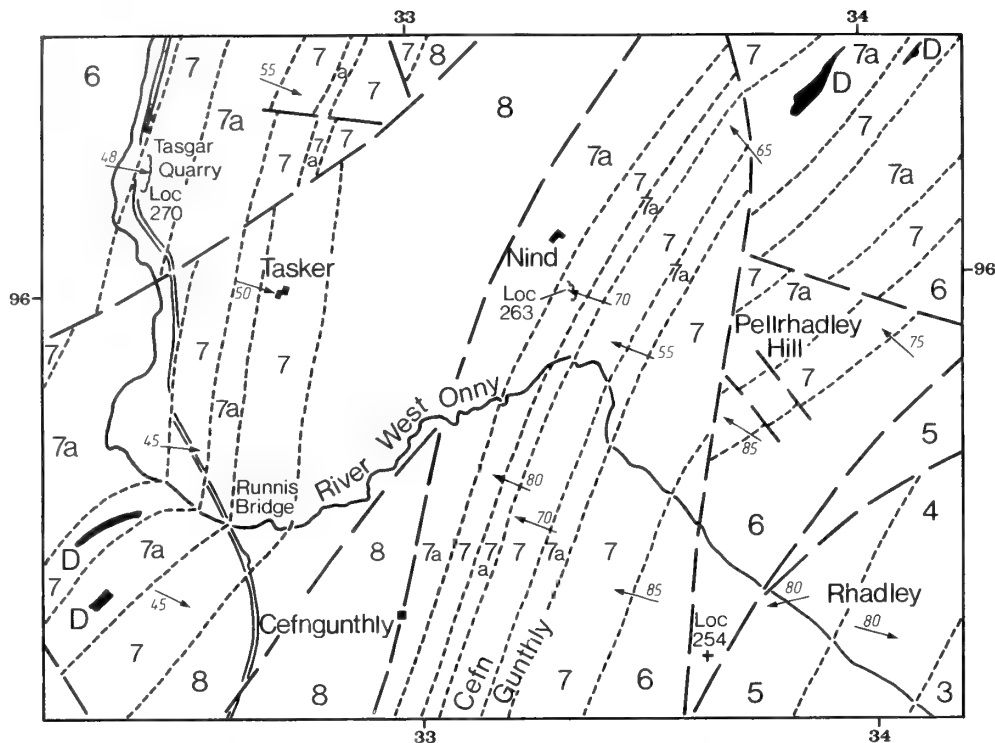 33
34
6
7
55
7
a
7
8
7
7a
D
D
7a
8
7
7
7a
7
a
7a
65
7
48
Tasgar
Quarry
Loc
270
7
7a
7a
7
7
Nind
Tasker
96
50
Loc
263
70
7a
7
7a
6
96
Pellrhadley
Hill
7
7
7
7
55
7
75
7a
7a
River West Onny
85
5
45
Runnis
Bridge
80
70
6
4
D
7a
8
7a
7
7
a
7
7a
7
D
45
Cefngunthly
85
Loc
254
80
Rhadley
80
7
8
8
Cefn
Gunthly
7
6
5
3
33
34